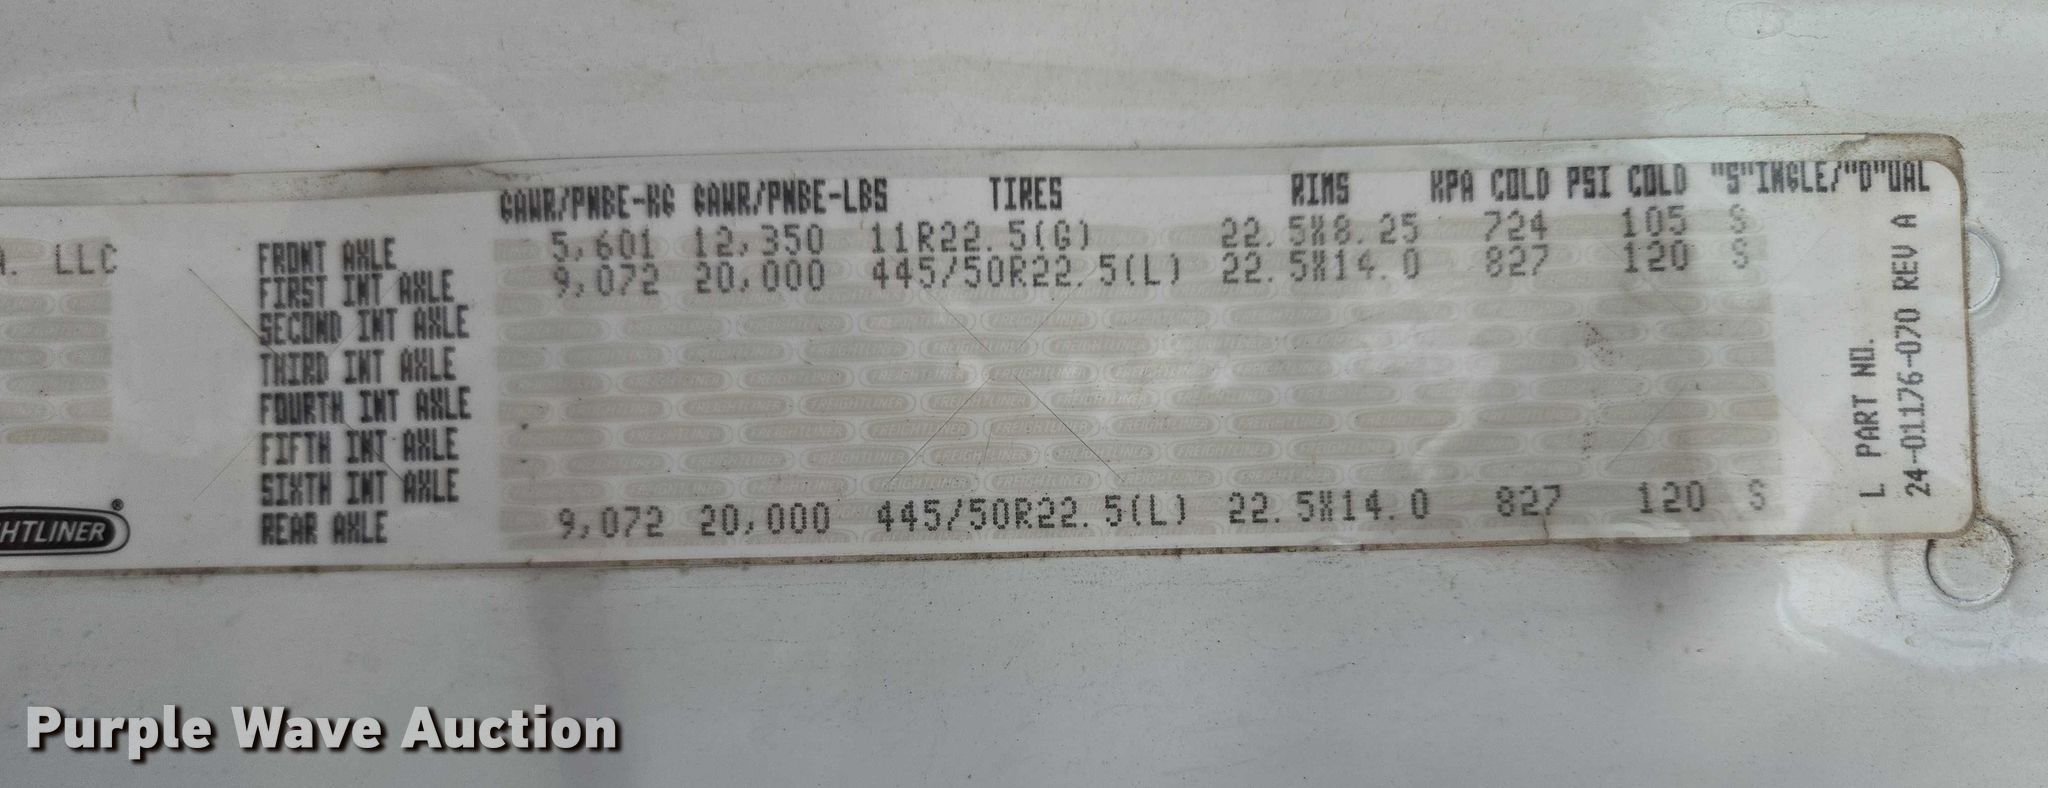 GAWR/PNBE-KG GAWR/PNBE-LBS TIRES RIMS KPA COLD PSI COLD "S"INGLE/"D"UAL
FRONT AXLE 5,601 12,350 11R22.5(G) 22.5X8.25 724 105 S
FIRST INT AXLE 9,072 20,000 445/50R22.5(L) 22.5X14.0 827 120 S
SECOND INT AXLE
THIRD INT AXLE
FOURTH INT AXLE
FIFTH INT AXLE
SIXTH INT AXLE
REAR AXLE 9,072 20,000 445/50R22.5(L) 22.5X14.0 827 120 S
LLC
HTLINER®
L PART NO.
24-01176-070 REV A
Purple Wave Auction